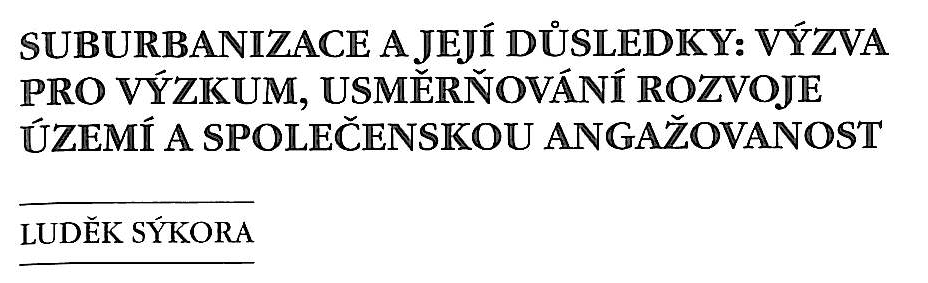 SUBURBANIZACE A JEJÍ DŮSLEDKY: VÝZVA
PRO VÝZKUM, USMĚRŇOVÁNÍ ROZVOJE
ÚZEMÍ A SPOLEČENSKOU ANGAŽOVANOST
LUDĚK SÝKORA